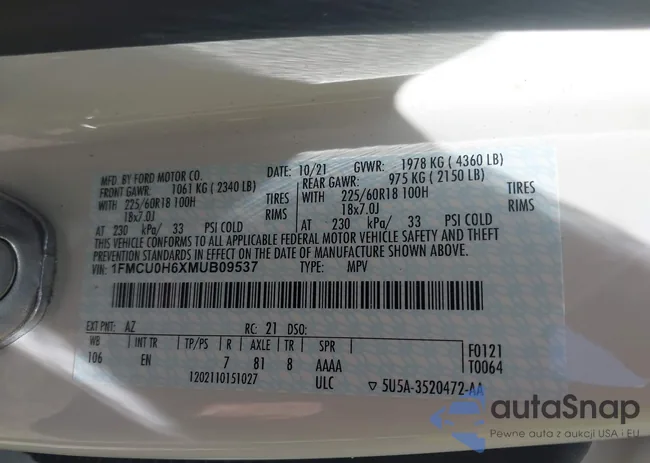 MFD. BY FORD MOTOR CO. DATE: 10/21 GVWR: 1978 KG ( 4360 LB)
FRONT GAWR: 1061 KG ( 2340 LB) REAR GAWR: 975 KG ( 2150 LB)
WITH 225/60R18 100H TIRES WITH 225/60R18 100H TIRES
18x7.0J RIMS 18x7.0J RIMS
AT 230 kPa/ 33 PSI COLD AT 230 kPa/ 33 PSI COLD
THIS VEHICLE CONFORMS TO ALL APPLICABLE FEDERAL MOTOR VEHICLE SAFETY AND THEFT
PREVENTION STANDARDS IN EFFECT ON THE DATE OF MANUFACTURE SHOWN ABOVE.
VIN: 1FMCU0H6XMUB09537 TYPE: MPV
EXT PNT: AZ RC: 21 DSO:
WB INT TR TP/PS R AXLE TR SPR F0121
106 EN 7 81 8 AAAA T0064
1202110151027 ULC ▽ 5U5A-3520472-AA
autaSnap
Pewne auta z aukcji USA i EU